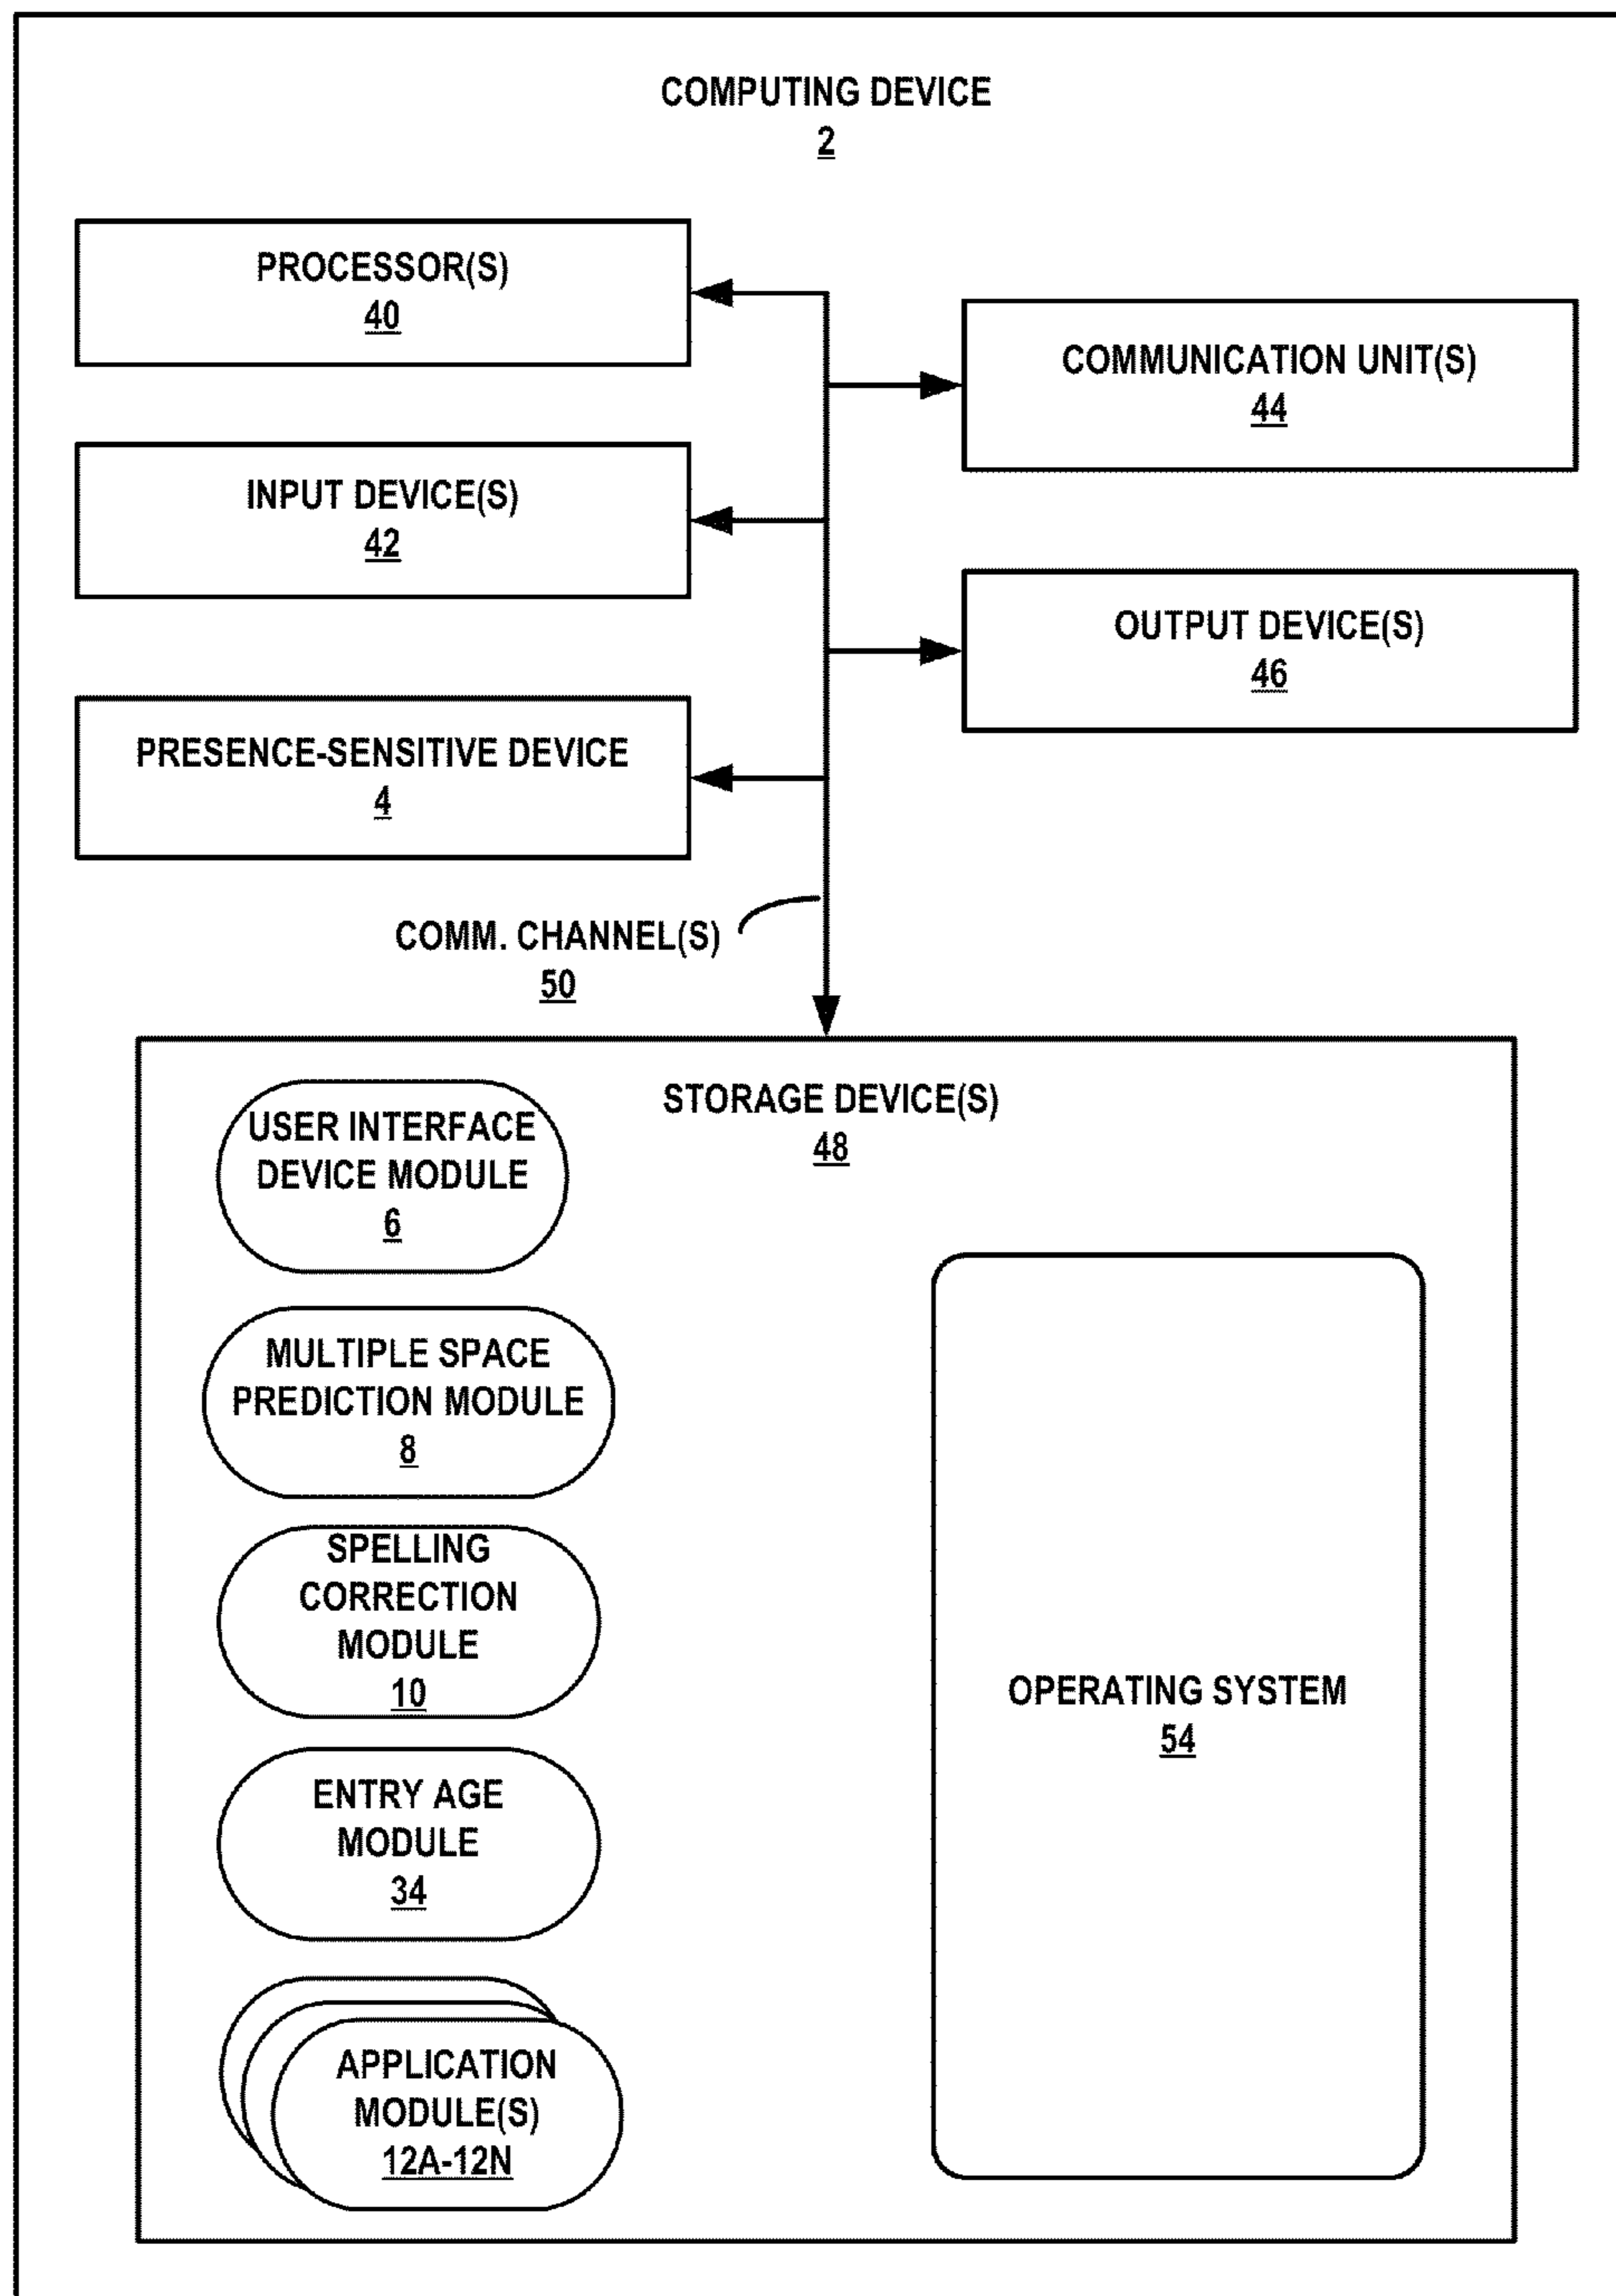 COMPUTING DEVICE
2
PROCESSOR(S)
40
COMMUNICATION UNIT(S)
44
INPUT DEVICE(S)
42
OUTPUT DEVICE(S)
46
PRESENCE-SENSITIVE DEVICE
4
COMM. CHANNEL(S)
50
STORAGE DEVICE(S)
48
USER INTERFACE
DEVICE MODULE
6
MULTIPLE SPACE
PREDICTION MODULE
8
SPELLING
CORRECTION
MODULE
10
ENTRY AGE
MODULE
34
APPLICATION
MODULE(S)
12A-12N
OPERATING SYSTEM
54